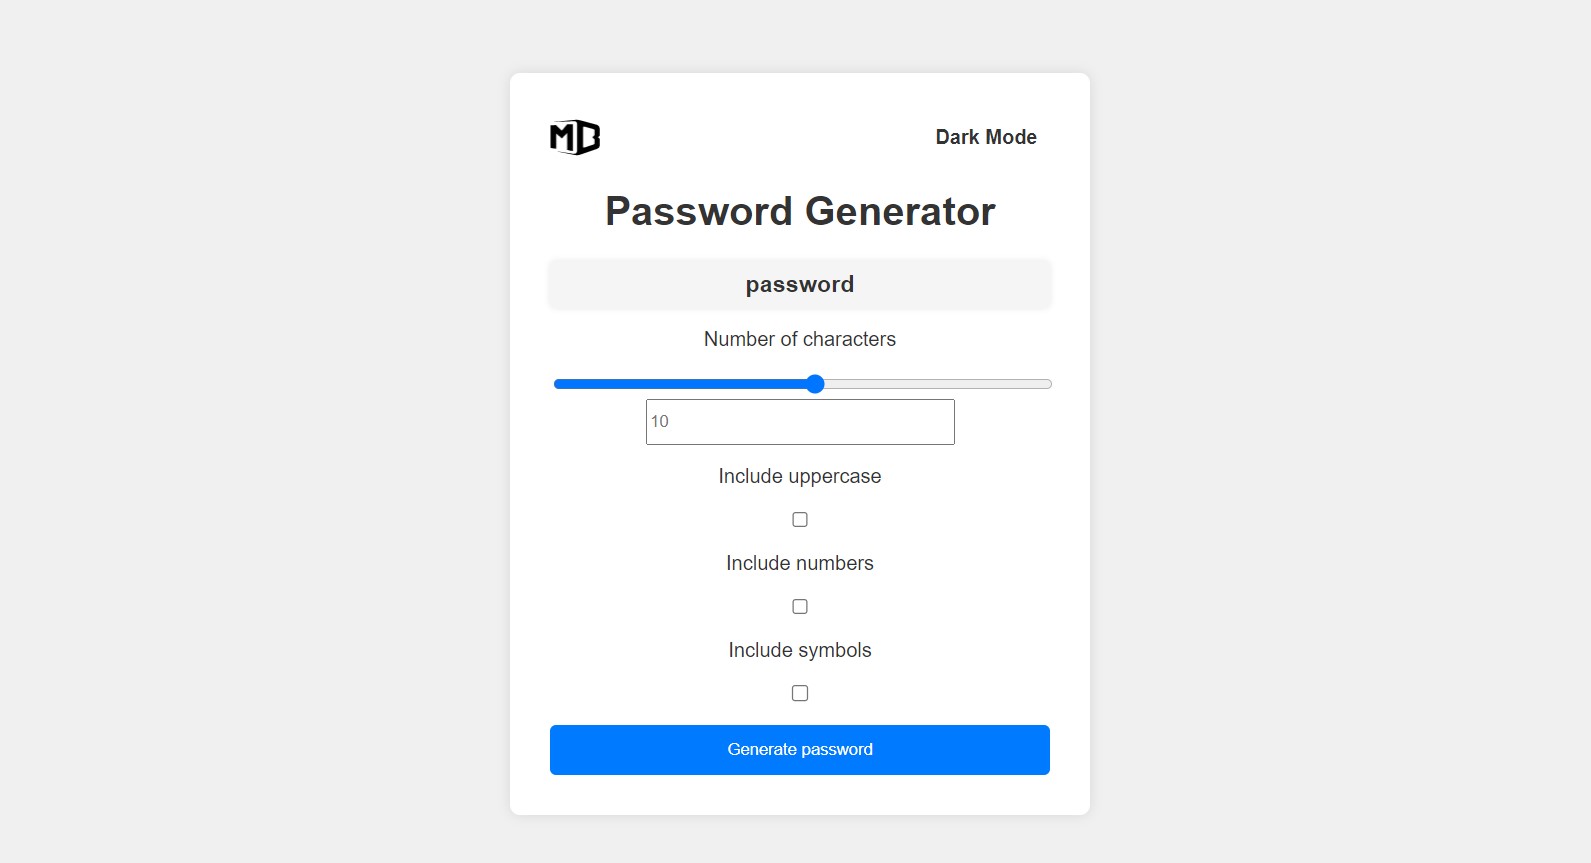 MB
Dark Mode
Password Generator
password
Number of characters
10
Include uppercase
Include numbers
Include symbols
Generate password